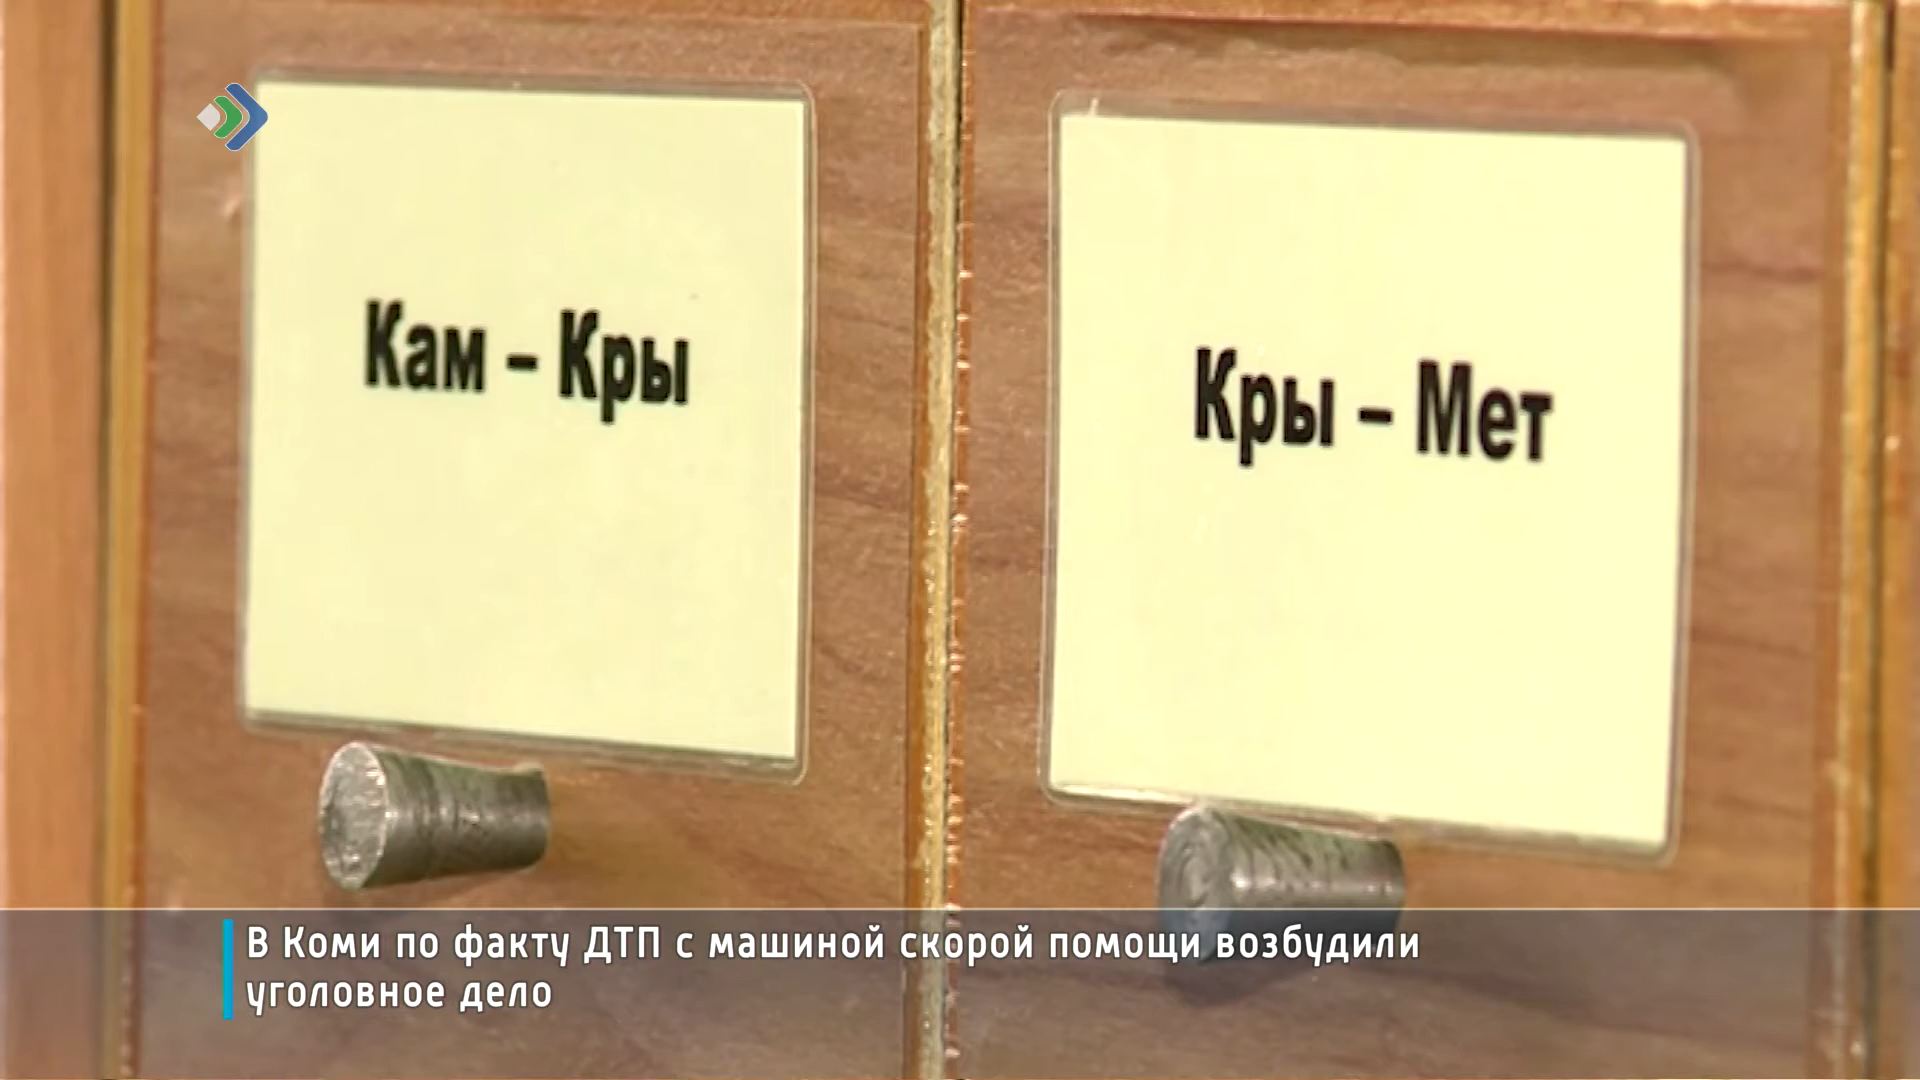 Кам – Кры
Кры – Мет
В Коми по факту ДТП с машиной скорой помощи возбудили
уголовное дело